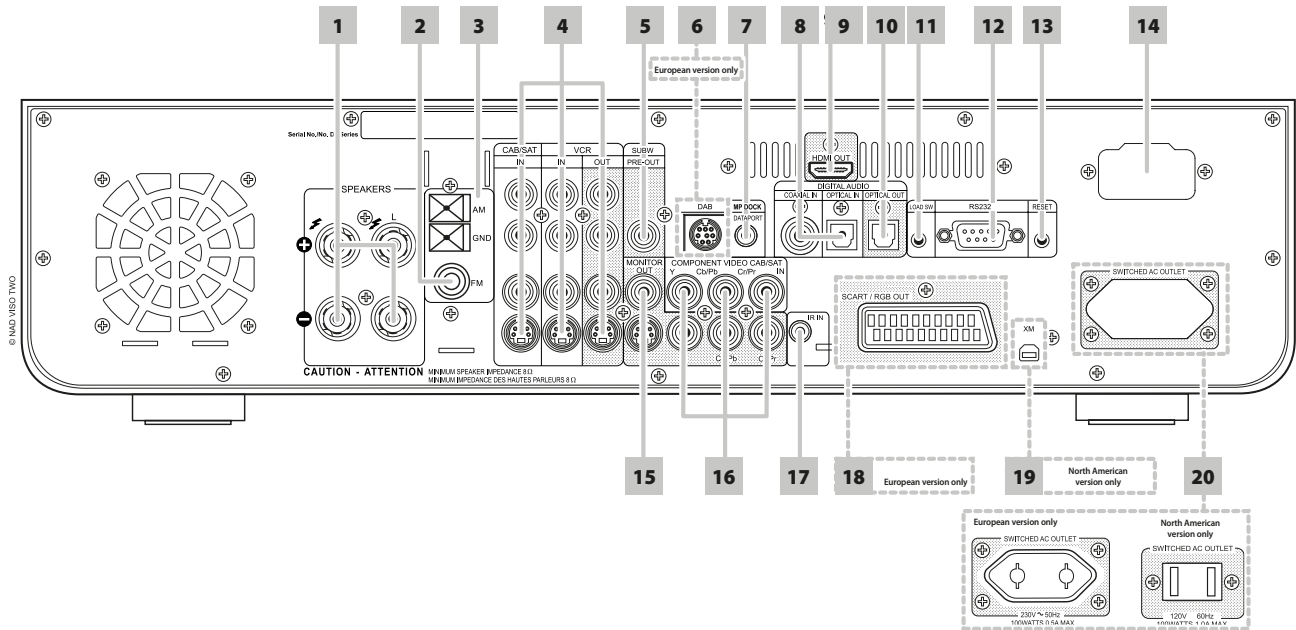 1 2 3 4 5 6 7 8 9 10 11 12 13 14
European version only
Serial No./No. De Series
CAB/SAT VCR SUBW
IN IN OUT PRE-OUT
SPEAKERS
L
AM
GND
FM
DAB
MP DOCK
DATAPORT
HDMI OUT
DIGITAL AUDIO
COAXIAL IN OPTICAL IN OPTICAL OUT
LOAD SW RS232 RESET
MONITOR OUT
COMPONENT VIDEO CAB/SAT
Y Cb/Pb Cr/Pr IN
IR IN
SCART / RGB OUT
XM
SWITCHED AC OUTLET
CAUTION - ATTENTION
MINIMUM SPEAKER IMPEDANCE 8 Ω
MINIMUM IMPEDANCE DES HAUTES PARLEURS 8 Ω
© NAD VISO TWO
15 16 17 18 19 20
European version only
North American
version only
European version only
SWITCHED AC OUTLET
230V ~ 50Hz
100WATTS 0.5A MAX
North American
version only
SWITCHED AC OUTLET
120V 60Hz
100WATTS 1.0A MAX